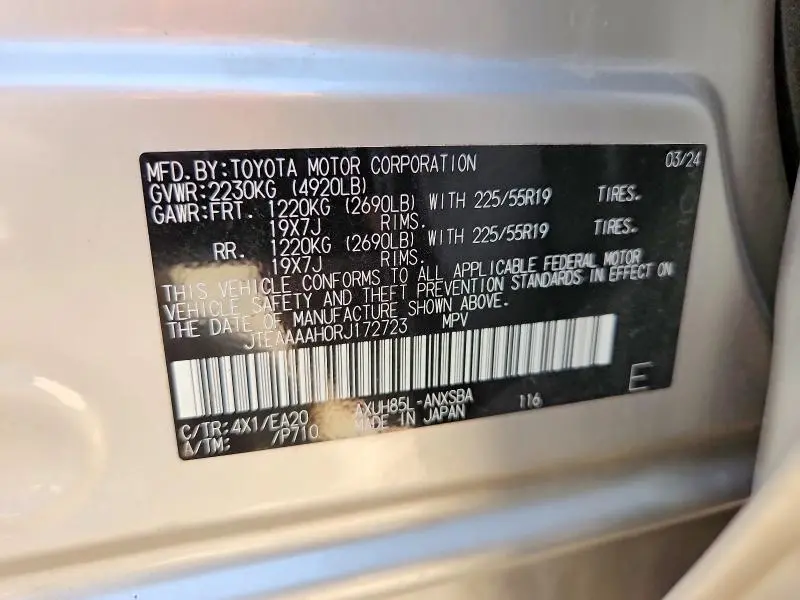 MFD.BY:TOYOTA MOTOR CORPORATION 03/24
GVWR:2230KG (4920LB)
GAWR:FRT. 1220KG (2690LB) WITH 225/55R19 TIRES.
19X7J RIMS.
RR. 1220KG (2690LB) WITH 225/55R19 TIRES.
19X7J RIMS.
THIS VEHICLE CONFORMS TO ALL APPLICABLE FEDERAL MOTOR
VEHICLE SAFETY AND THEFT PREVENTION STANDARDS IN EFFECT ON
THE DATE OF MANUFACTURE SHOWN ABOVE.
JTEAAAAH0RJ172723 MPV
E
C/TR:4X1/EA20 AXUH85L-ANXSBA 116
A/TM: /P710 MADE IN JAPAN